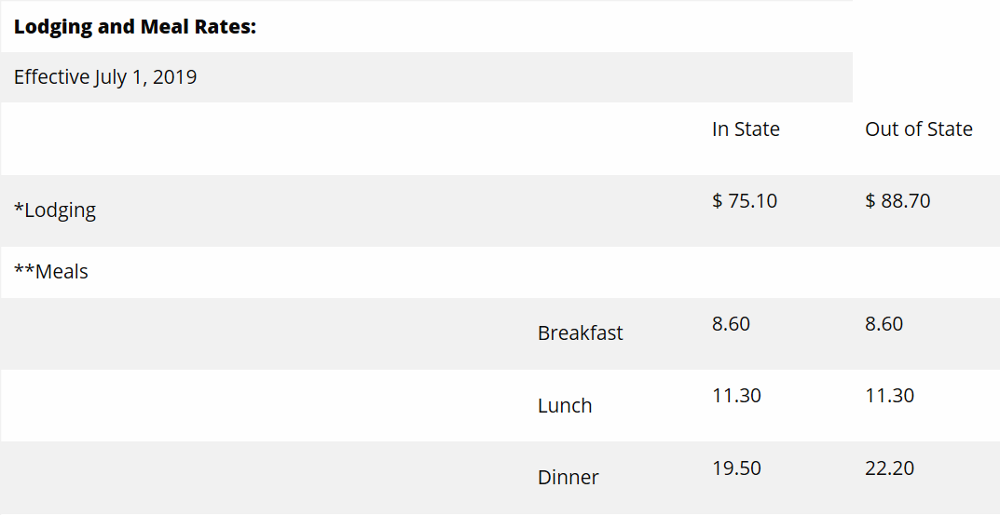 Lodging and Meal Rates:
Effective July 1, 2019
In State Out of State
*Lodging $ 75.10 $ 88.70
**Meals
Breakfast 8.60 8.60
Lunch 11.30 11.30
Dinner 19.50 22.20